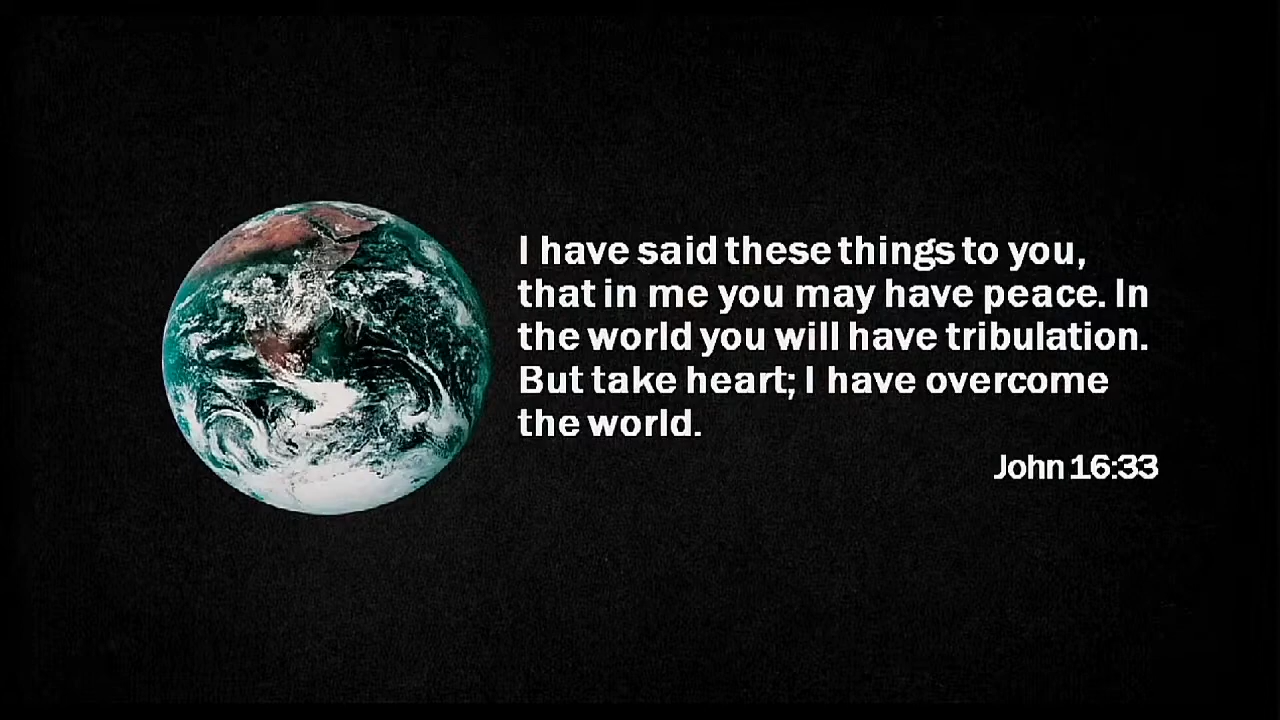 I have said these things to you,
that in me you may have peace. In
the world you will have tribulation.
But take heart; I have overcome
the world.
John 16:33